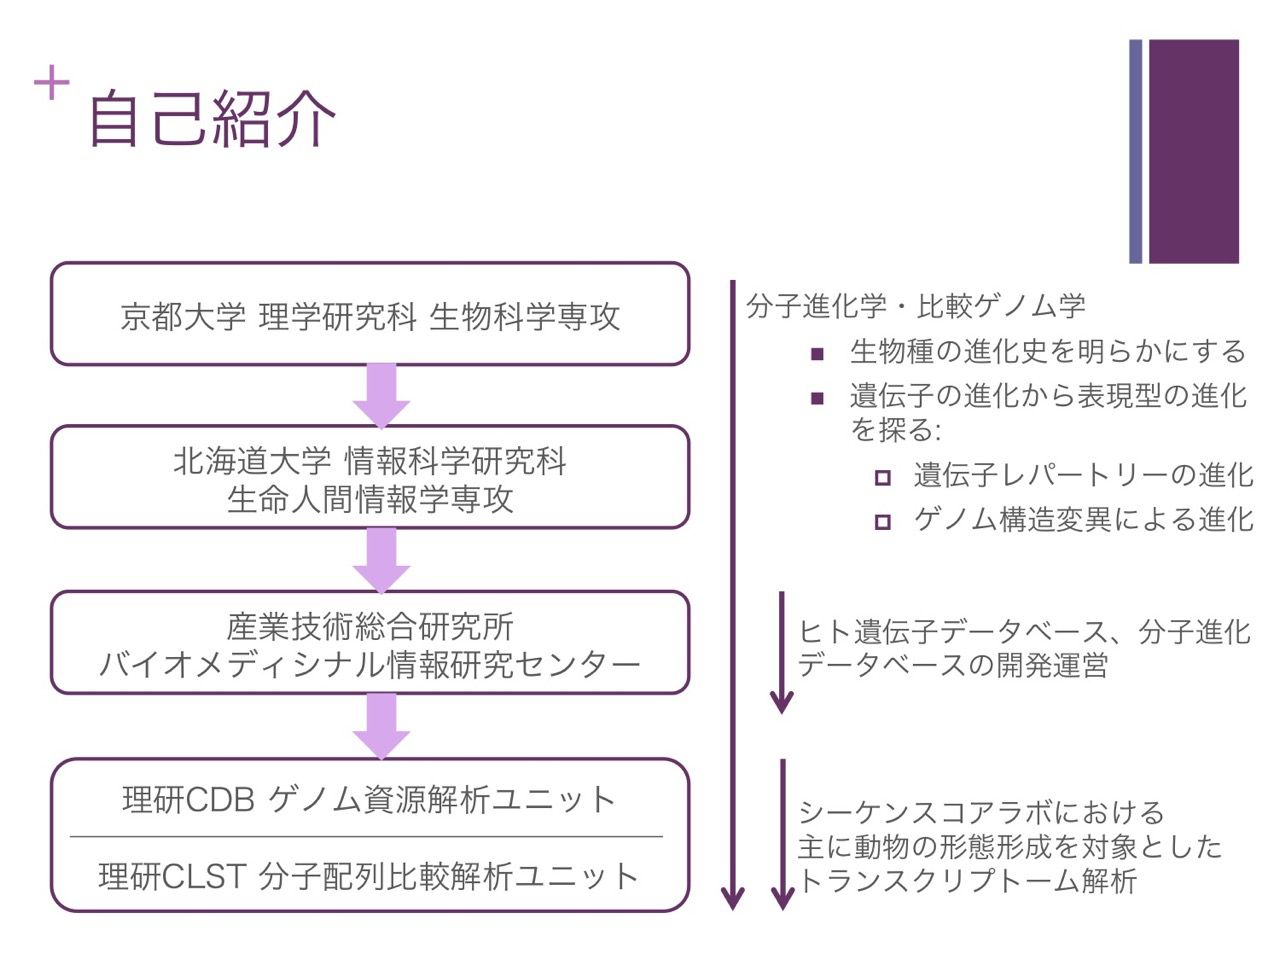 +
自己紹介
京都大学 理学研究科 生物科学専攻
北海道大学 情報科学研究科
生命人間情報学専攻
産業技術総合研究所
バイオメディシナル情報研究センター
理研CDB ゲノム資源解析ユニット
理研CLST 分子配列比較解析ユニット
分子進化学・比較ゲノム学
生物種の進化史を明らかにする
遺伝子の進化から表現型の進化
を探る:
遺伝子レパートリーの進化
ゲノム構造変異による進化
ヒト遺伝子データベース、分子進化
データベースの開発運営
シーケンスコアラボにおける
主に動物の形態形成を対象とした
トランスクリプトーム解析